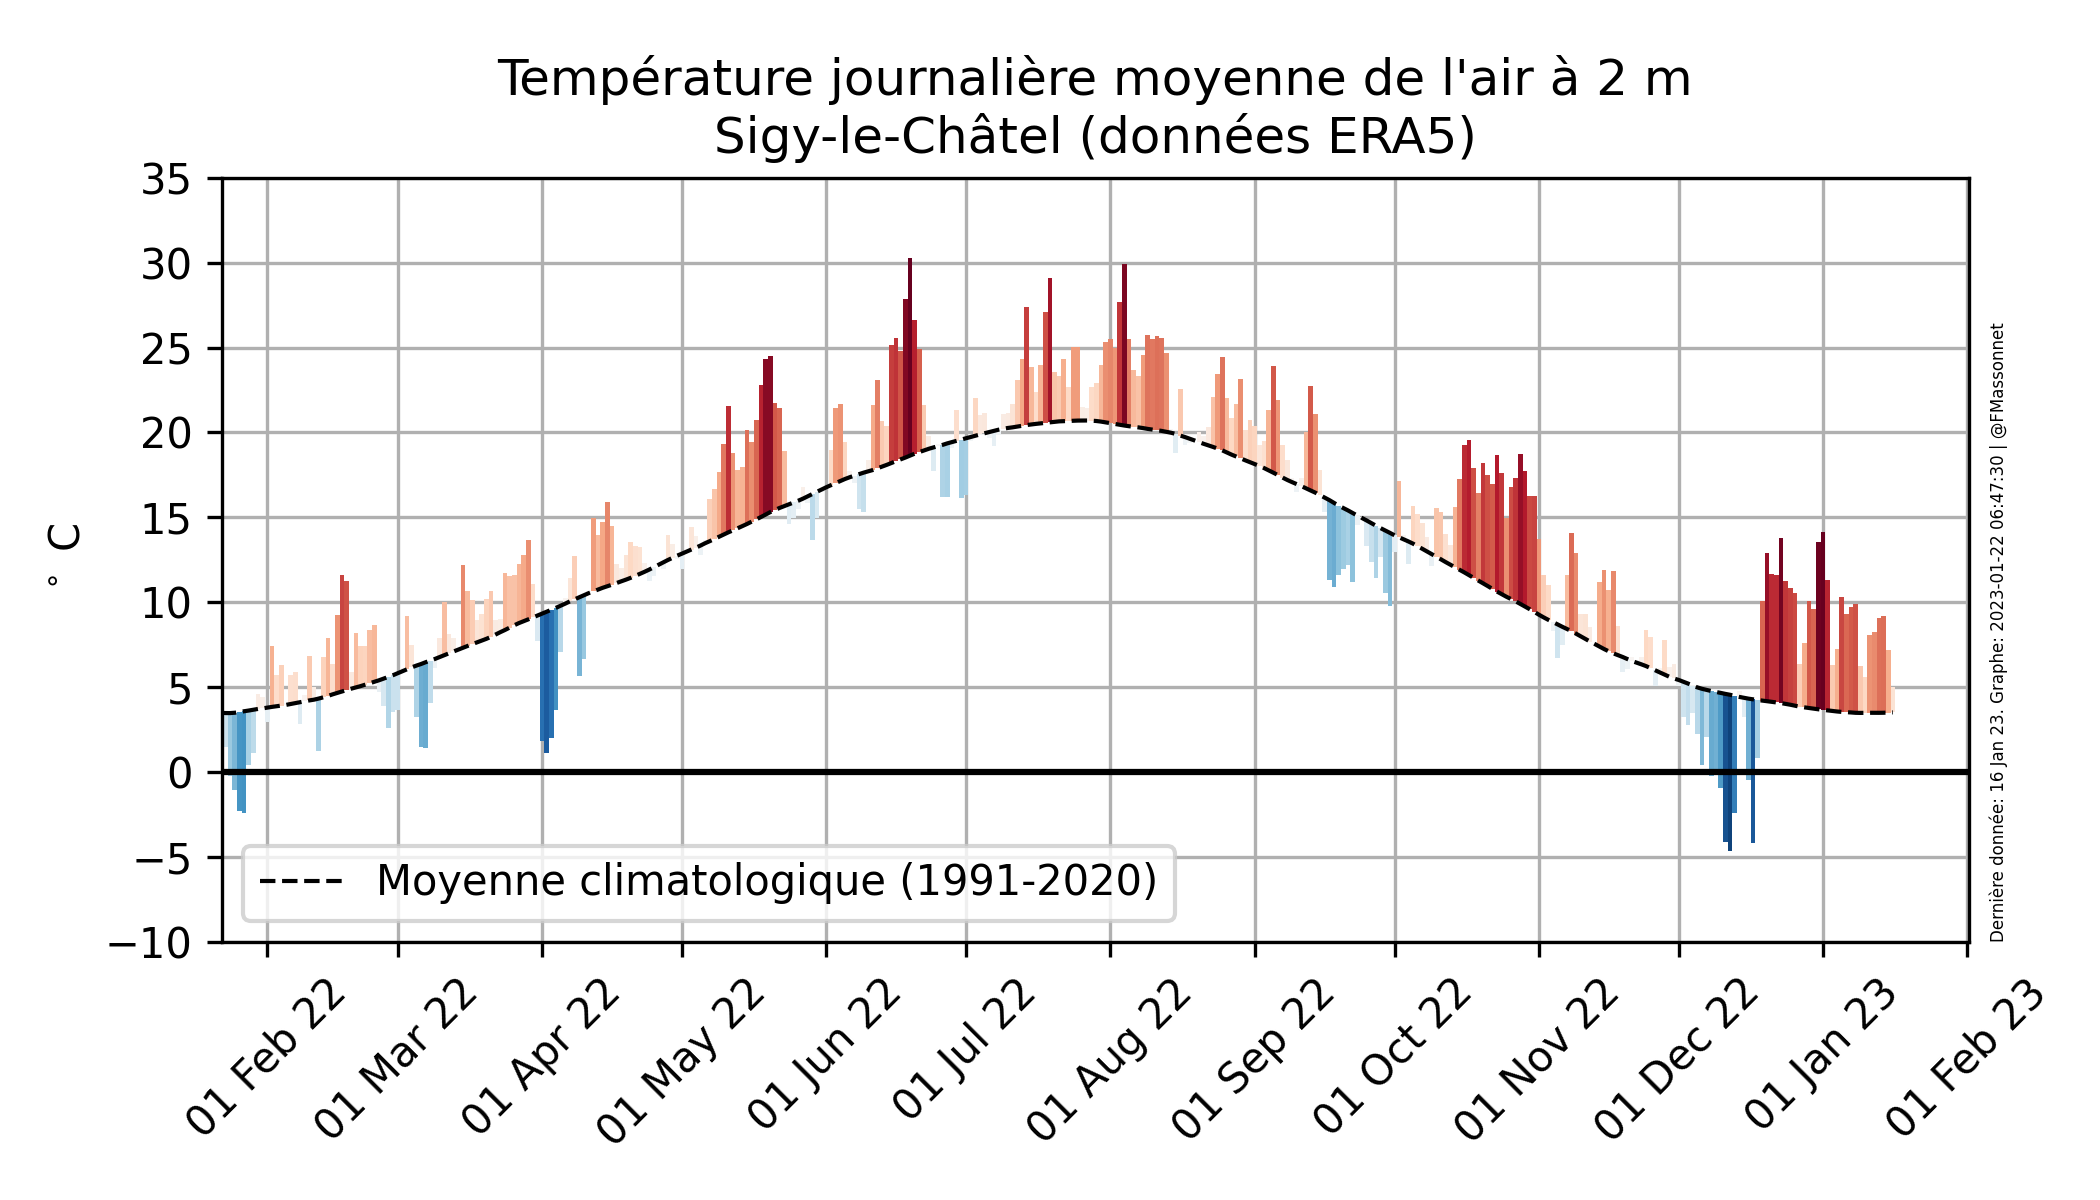 Température journalière moyenne de l'air à 2 m
Sigy-le-Châtel (données ERA5)
35
30
25
20
15
10
5
0
−5
−10
° C
Moyenne climatologique (1991-2020)
01 Feb 22
01 Mar 22
01 Apr 22
01 May 22
01 Jun 22
01 Jul 22
01 Aug 22
01 Sep 22
01 Oct 22
01 Nov 22
01 Dec 22
01 Jan 23
01 Feb 23
Dernière donnée: 16 Jan 23. Graphe: 2023-01-22 06:47:30 | @FMassonnet